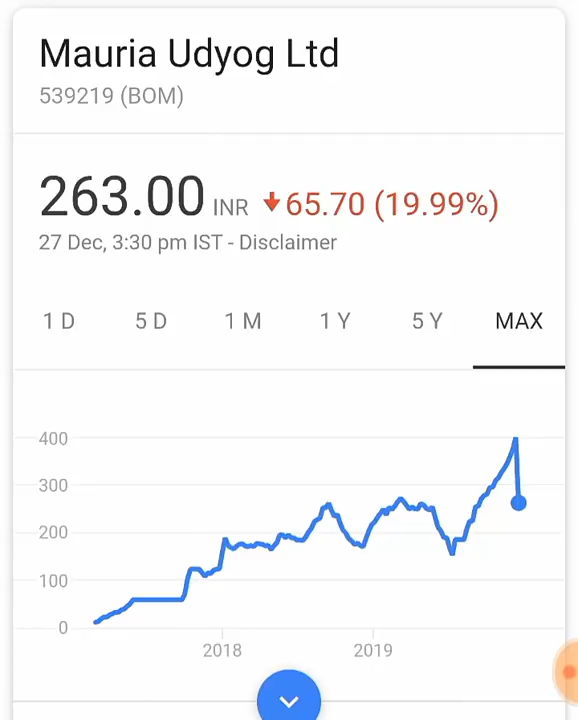 Mauria Udyog Ltd
539219 (BOM)
263.00 INR 65.70 (19.99%)
27 Dec, 3:30 pm IST - Disclaimer
1 D 5 D 1 M 1 Y 5 Y MAX
400
300
200
100
0
2018 2019